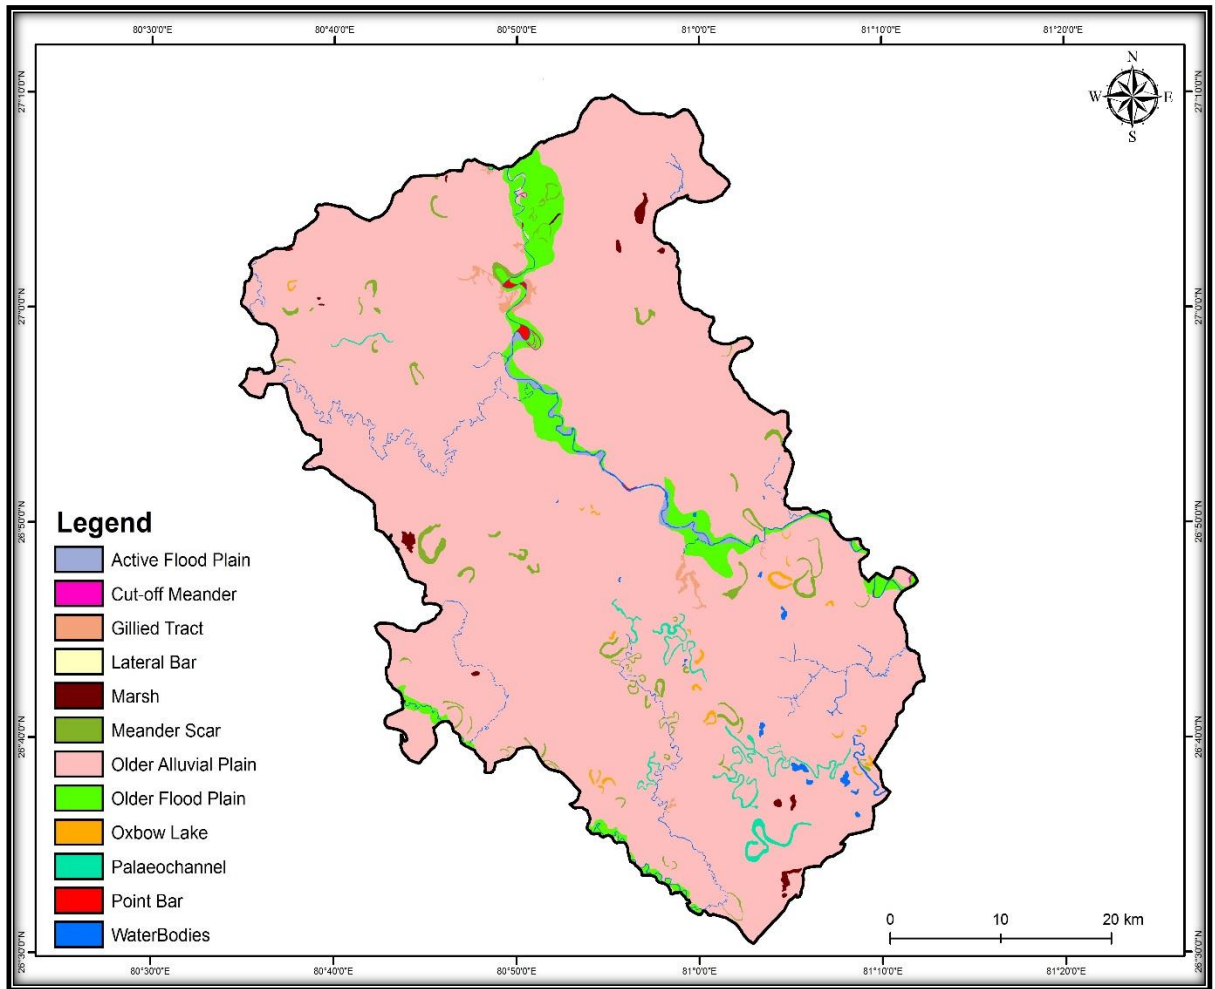 80°30'0"E 80°40'0"E 80°50'0"E 81°0'0"E 81°10'0"E 81°20'0"E
N
W E
S
27°10'0"N 27°10'0"N
27°0'0"N 27°0'0"N
26°50'0"N 26°50'0"N
Legend
Active Flood Plain
Cut-off Meander
Gillied Tract
Lateral Bar
Marsh
Meander Scar
Older Alluvial Plain
Older Flood Plain
Oxbow Lake
Palaeochannel
Point Bar
WaterBodies
26°40'0"N 26°40'0"N
0 10 20 km
26°30'0"N 26°30'0"N
80°30'0"E 80°40'0"E 80°50'0"E 81°0'0"E 81°10'0"E 81°20'0"E